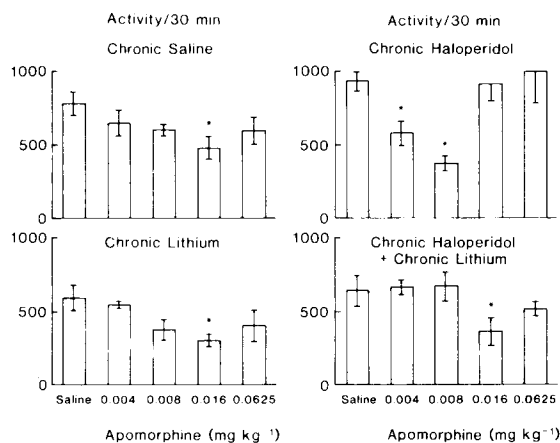 Activity/30 min
Chronic Saline
1000
500
0
*
Activity/30 min
Chronic Haloperidol
1000
500
0
*
*
Chronic Lithium
1000
500
0
*
Saline 0.004 0.008 0.016 0.0625
Apomorphine (mg kg⁻¹)
Chronic Haloperidol
+ Chronic Lithium
1000
500
0
*
Saline 0.004 0.008 0.016 0.0625
Apomorphine (mg kg⁻¹)